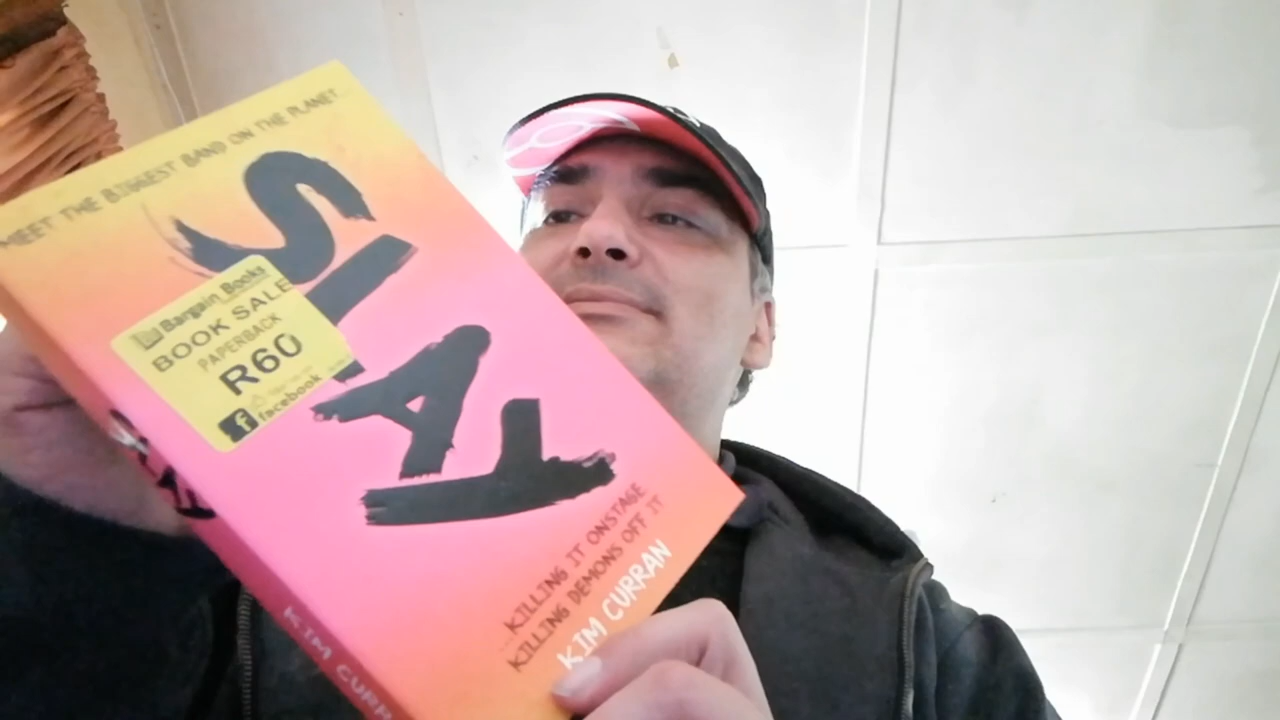 MEET THE BIGGEST BAND ON THE PLANET...
SLAY
Bargain Books
BOOK SALE
PAPERBACK
R60
facebook
...KILLING IT ONSTAGE
...KILLING DEMONS OFF IT
KIM CURRAN
KIM CURR